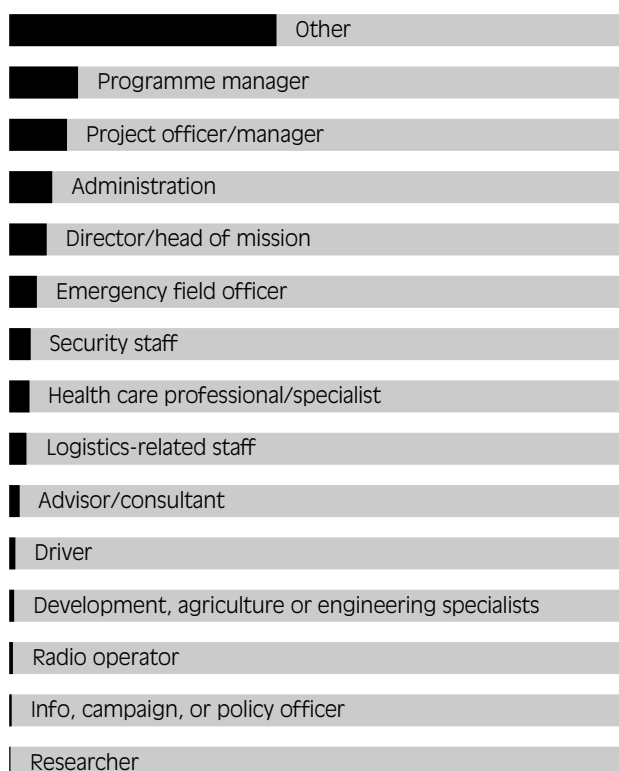 Other
Programme manager
Project officer/manager
Administration
Director/head of mission
Emergency field officer
Security staff
Health care professional/specialist
Logistics-related staff
Advisor/consultant
Driver
Development, agriculture or engineering specialists
Radio operator
Info, campaign, or policy officer
Researcher